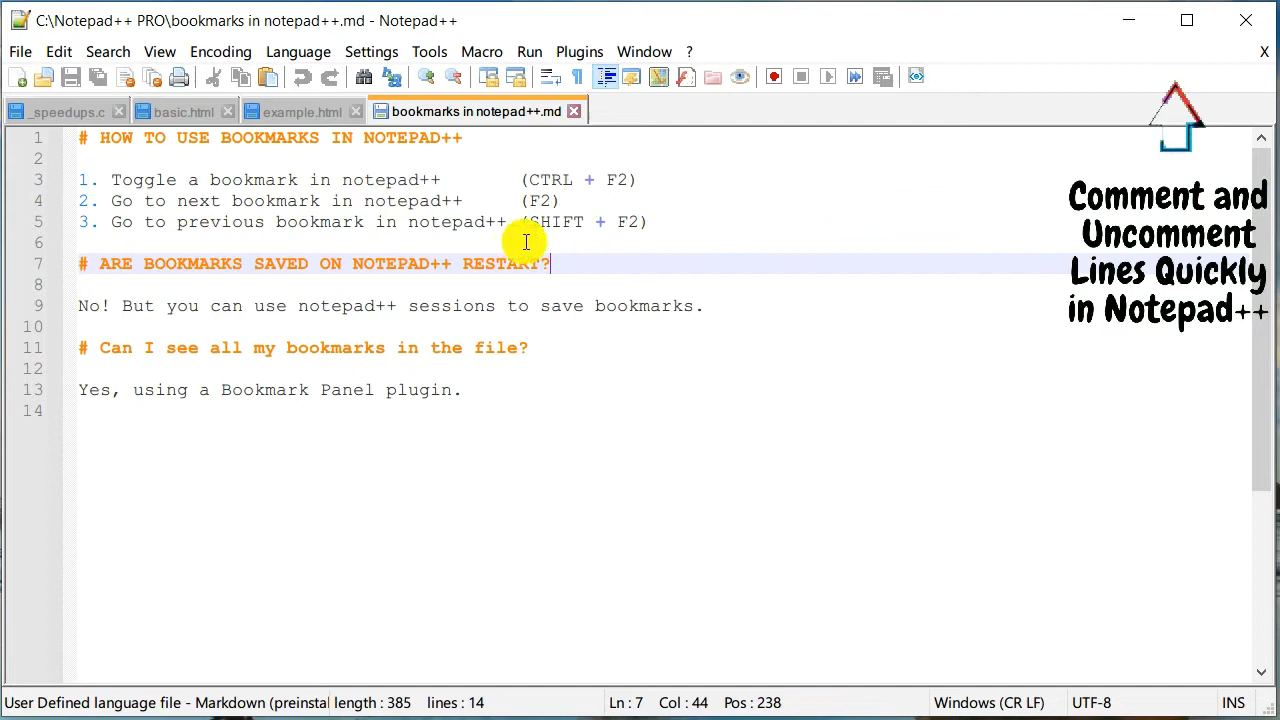 C:\Notepad++ PRO\bookmarks in notepad++.md - Notepad++
File Edit Search View Encoding Language Settings Tools Macro Run Plugins Window ? X
_speedups.c basic.html example.html bookmarks in notepad++.md
1 # HOW TO USE BOOKMARKS IN NOTEPAD++
2
3 1. Toggle a bookmark in notepad++ (CTRL + F2)
4 2. Go to next bookmark in notepad++ (F2)
5 3. Go to previous bookmark in notepad++ (SHIFT + F2)
6
7 # ARE BOOKMARKS SAVED ON NOTEPAD++ RESTART?
8
9 No! But you can use notepad++ sessions to save bookmarks.
10
11 # Can I see all my bookmarks in the file?
12
13 Yes, using a Bookmark Panel plugin.
14
Comment and
Uncomment
Lines Quickly
in Notepad++
User Defined language file - Markdown (preinstal length : 385 lines : 14 Ln : 7 Col : 44 Pos : 238 Windows (CR LF) UTF-8 INS